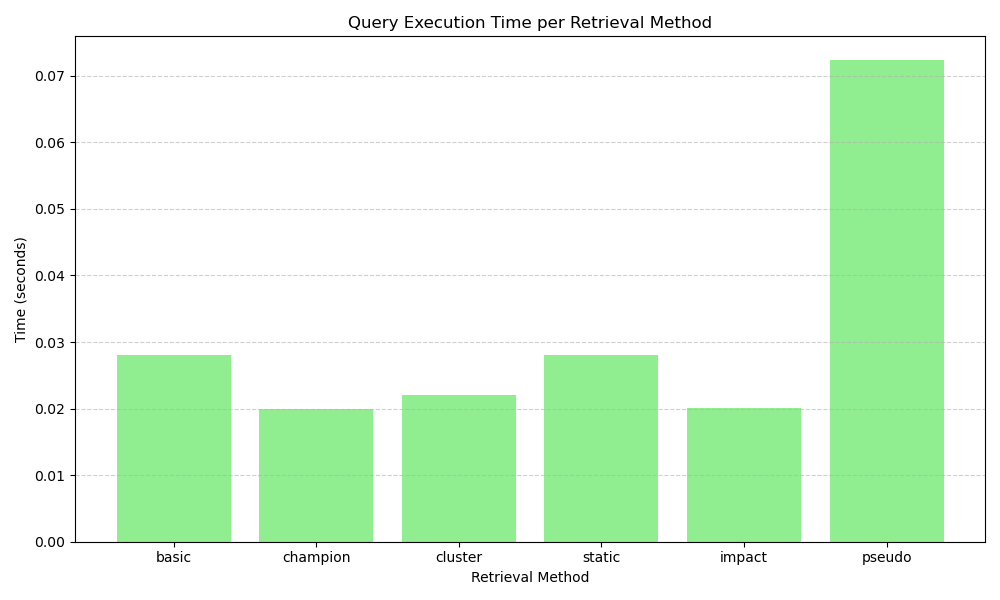 Query Execution Time per Retrieval Method
Time (seconds)
0.07
0.06
0.05
0.04
0.03
0.02
0.01
0.00
basic champion cluster static impact pseudo
Retrieval Method